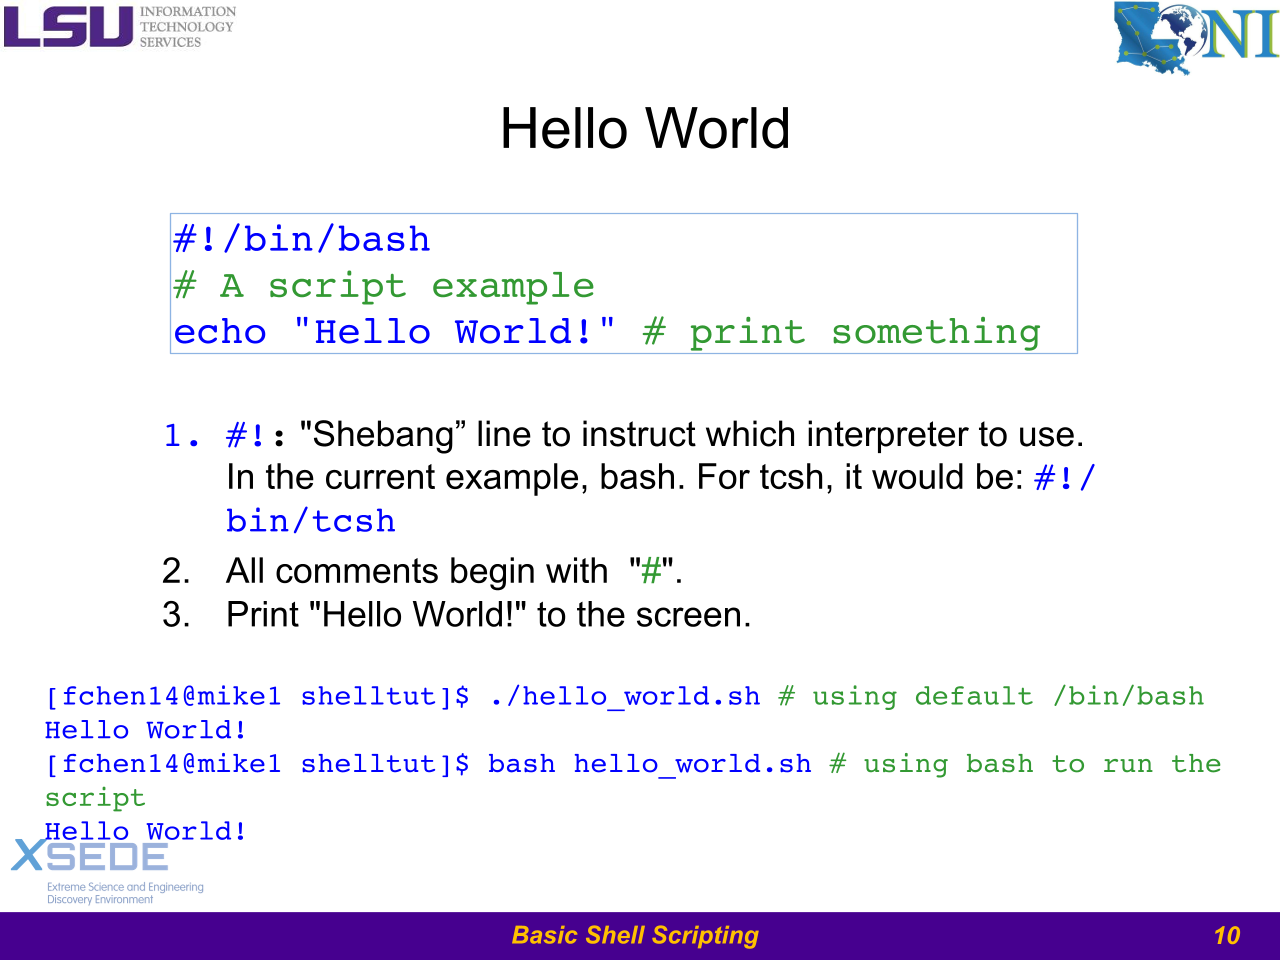 LSU INFORMATION
TECHNOLOGY
SERVICES
LONI
Hello World
#!/bin/bash
# A script example
echo "Hello World!" # print something
1. #!: "Shebang” line to instruct which interpreter to use.
In the current example, bash. For tcsh, it would be: #!/
bin/tcsh
2. All comments begin with "#".
3. Print "Hello World!" to the screen.
[fchen14@mike1 shelltut]$ ./hello_world.sh # using default /bin/bash
Hello World!
[fchen14@mike1 shelltut]$ bash hello_world.sh # using bash to run the
script
Hello World!
XSEDE
Extreme Science and Engineering
Discovery Environment
Basic Shell Scripting
10